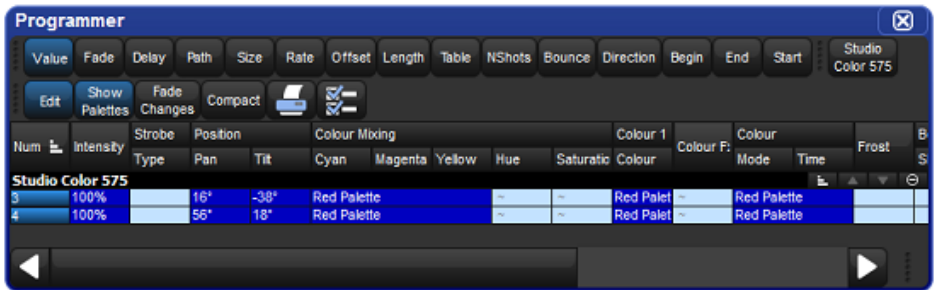 Programmer
Value Fade Delay Path Size Rate Offset Length Table NShots Bounce Direction Begin End Start Studio Color 575
Edit Show Palettes Fade Changes Compact
Num Intensity Strobe Position Colour Mixing Colour 1 Colour F: Colour Frost B
Type Pan Tilt Cyan Magenta Yellow Hue Saturatic Colour Mode Time S
Studio Color 575
3 100% 16° -38° Red Palette ~ ~ Red Palet ~ Red Palette
4 100% 56° 18° Red Palette ~ ~ Red Palet ~ Red Palette